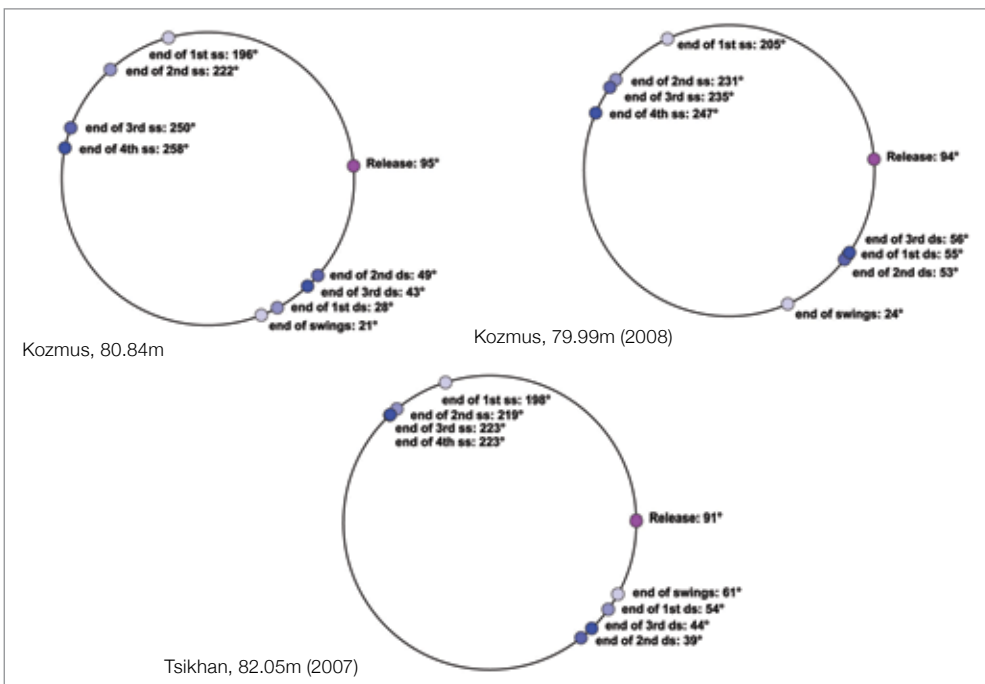 end of 1st ss: 196°
end of 2nd ss: 222°
end of 3rd ss: 250°
end of 4th ss: 258°
Release: 95°
end of 2nd ds: 49°
end of 3rd ds: 43°
end of 1st ds: 28°
end of swings: 21°
Kozmus, 80.84m
end of 1st ss: 205°
end of 2nd ss: 231°
end of 3rd ss: 235°
end of 4th ss: 247°
Release: 94°
end of 3rd ds: 56°
end of 1st ds: 55°
end of 2nd ds: 53°
end of swings: 24°
Kozmus, 79.99m (2008)
end of 1st ss: 198°
end of 2nd ss: 219°
end of 3rd ss: 223°
end of 4th ss: 223°
Release: 91°
end of swings: 61°
end of 1st ds: 54°
end of 3rd ds: 44°
end of 2nd ds: 39°
Tsikhan, 82.05m (2007)